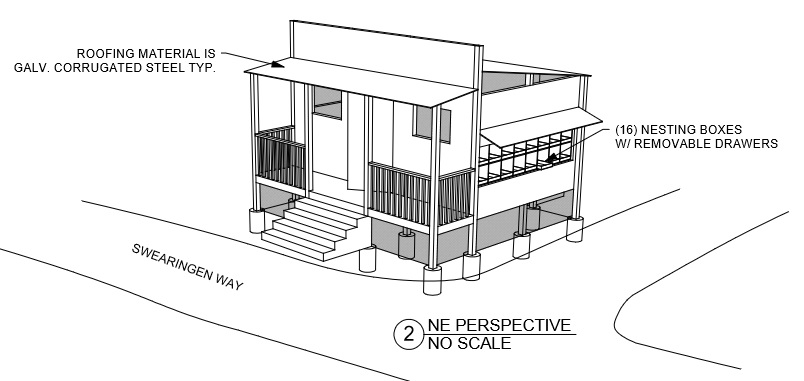 ROOFING MATERIAL IS
GALV. CORRUGATED STEEL TYP.
(16) NESTING BOXES
W/ REMOVABLE DRAWERS
SWEARINGEN WAY
2
NE PERSPECTIVE
NO SCALE